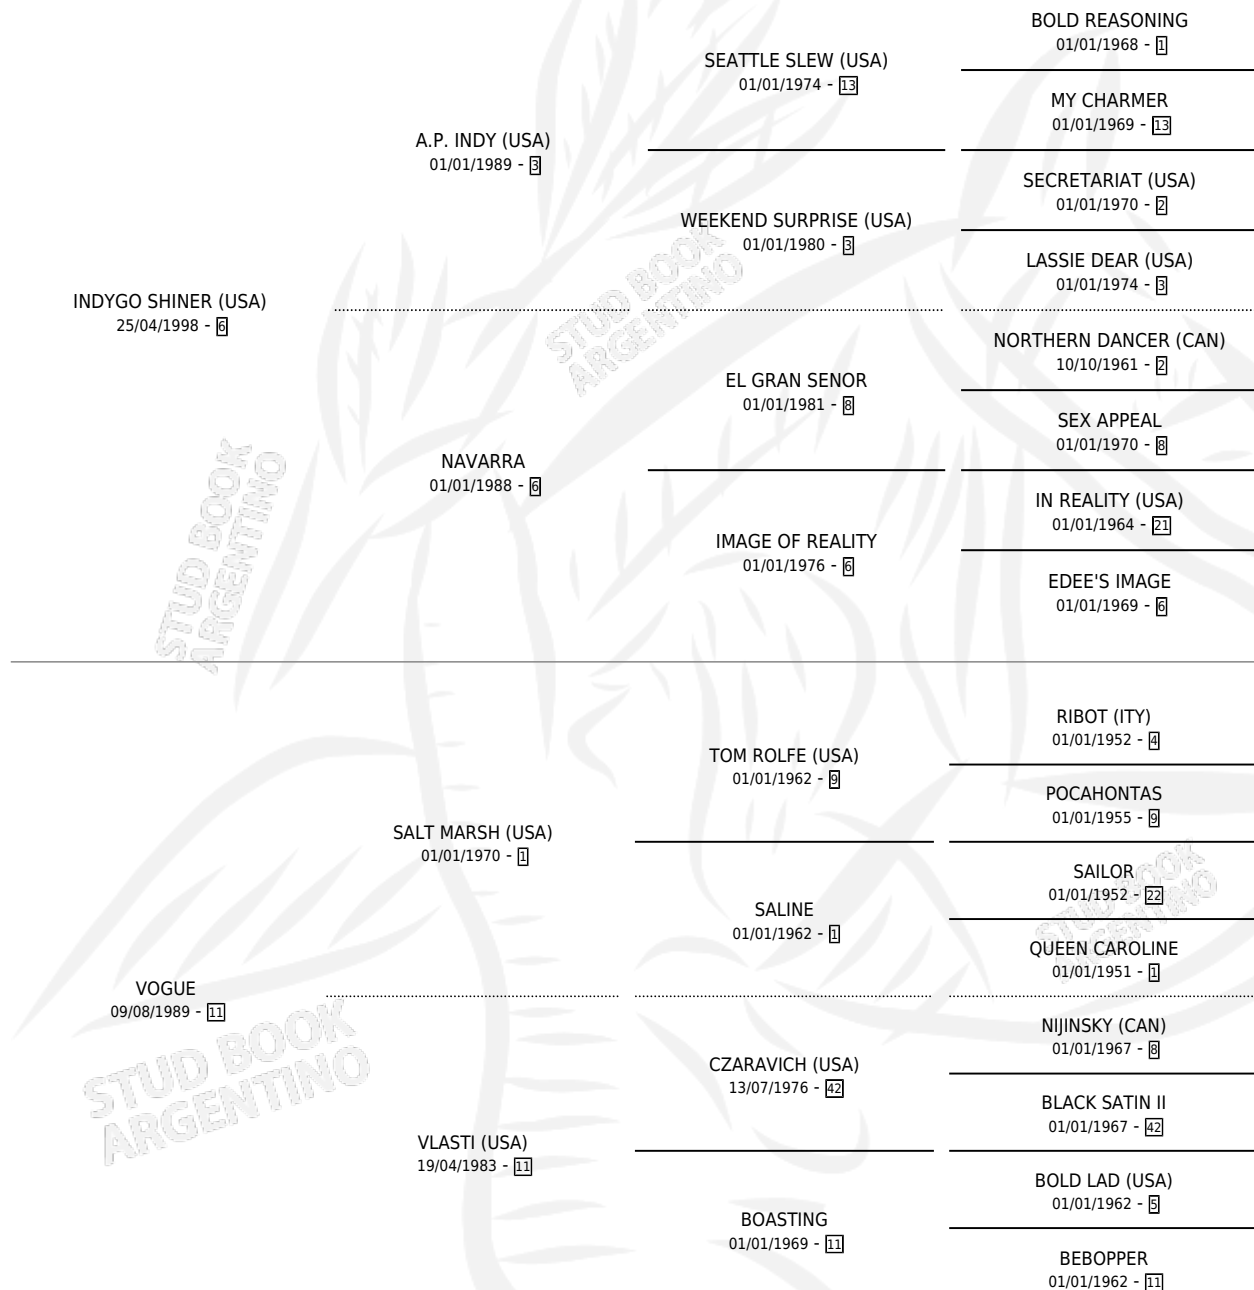 BOLD REASONING
01/01/1968 - 1
SEATTLE SLEW (USA)
01/01/1974 - 13
MY CHARMER
01/01/1969 - 13
A.P. INDY (USA)
01/01/1989 - 3
SECRETARIAT (USA)
01/01/1970 - 2
WEEKEND SURPRISE (USA)
01/01/1980 - 3
LASSIE DEAR (USA)
01/01/1974 - 3
INDYGO SHINER (USA)
25/04/1998 - 6
NORTHERN DANCER (CAN)
10/10/1961 - 2
EL GRAN SENOR
01/01/1981 - 8
SEX APPEAL
01/01/1970 - 8
NAVARRA
01/01/1988 - 6
IN REALITY (USA)
01/01/1964 - 21
IMAGE OF REALITY
01/01/1976 - 6
EDEE'S IMAGE
01/01/1969 - 6
RIBOT (ITY)
01/01/1952 - 4
TOM ROLFE (USA)
01/01/1962 - 9
POCAHONTAS
01/01/1955 - 9
SALT MARSH (USA)
01/01/1970 - 1
SAILOR
01/01/1952 - 22
SALINE
01/01/1962 - 1
QUEEN CAROLINE
01/01/1951 - 1
VOGUE
09/08/1989 - 11
NIJINSKY (CAN)
01/01/1967 - 8
CZARAVICH (USA)
13/07/1976 - 42
BLACK SATIN II
01/01/1967 - 42
VLASTI (USA)
19/04/1983 - 11
BOLD LAD (USA)
01/01/1962 - 5
BOASTING
01/01/1969 - 11
BEBOPPER
01/01/1962 - 11
STUD BOOK
ARGENTINO
STUD BOOK
ARGENTINO
STUD BOOK
ARGENTINO
STUD BOOK
ARGENTINO